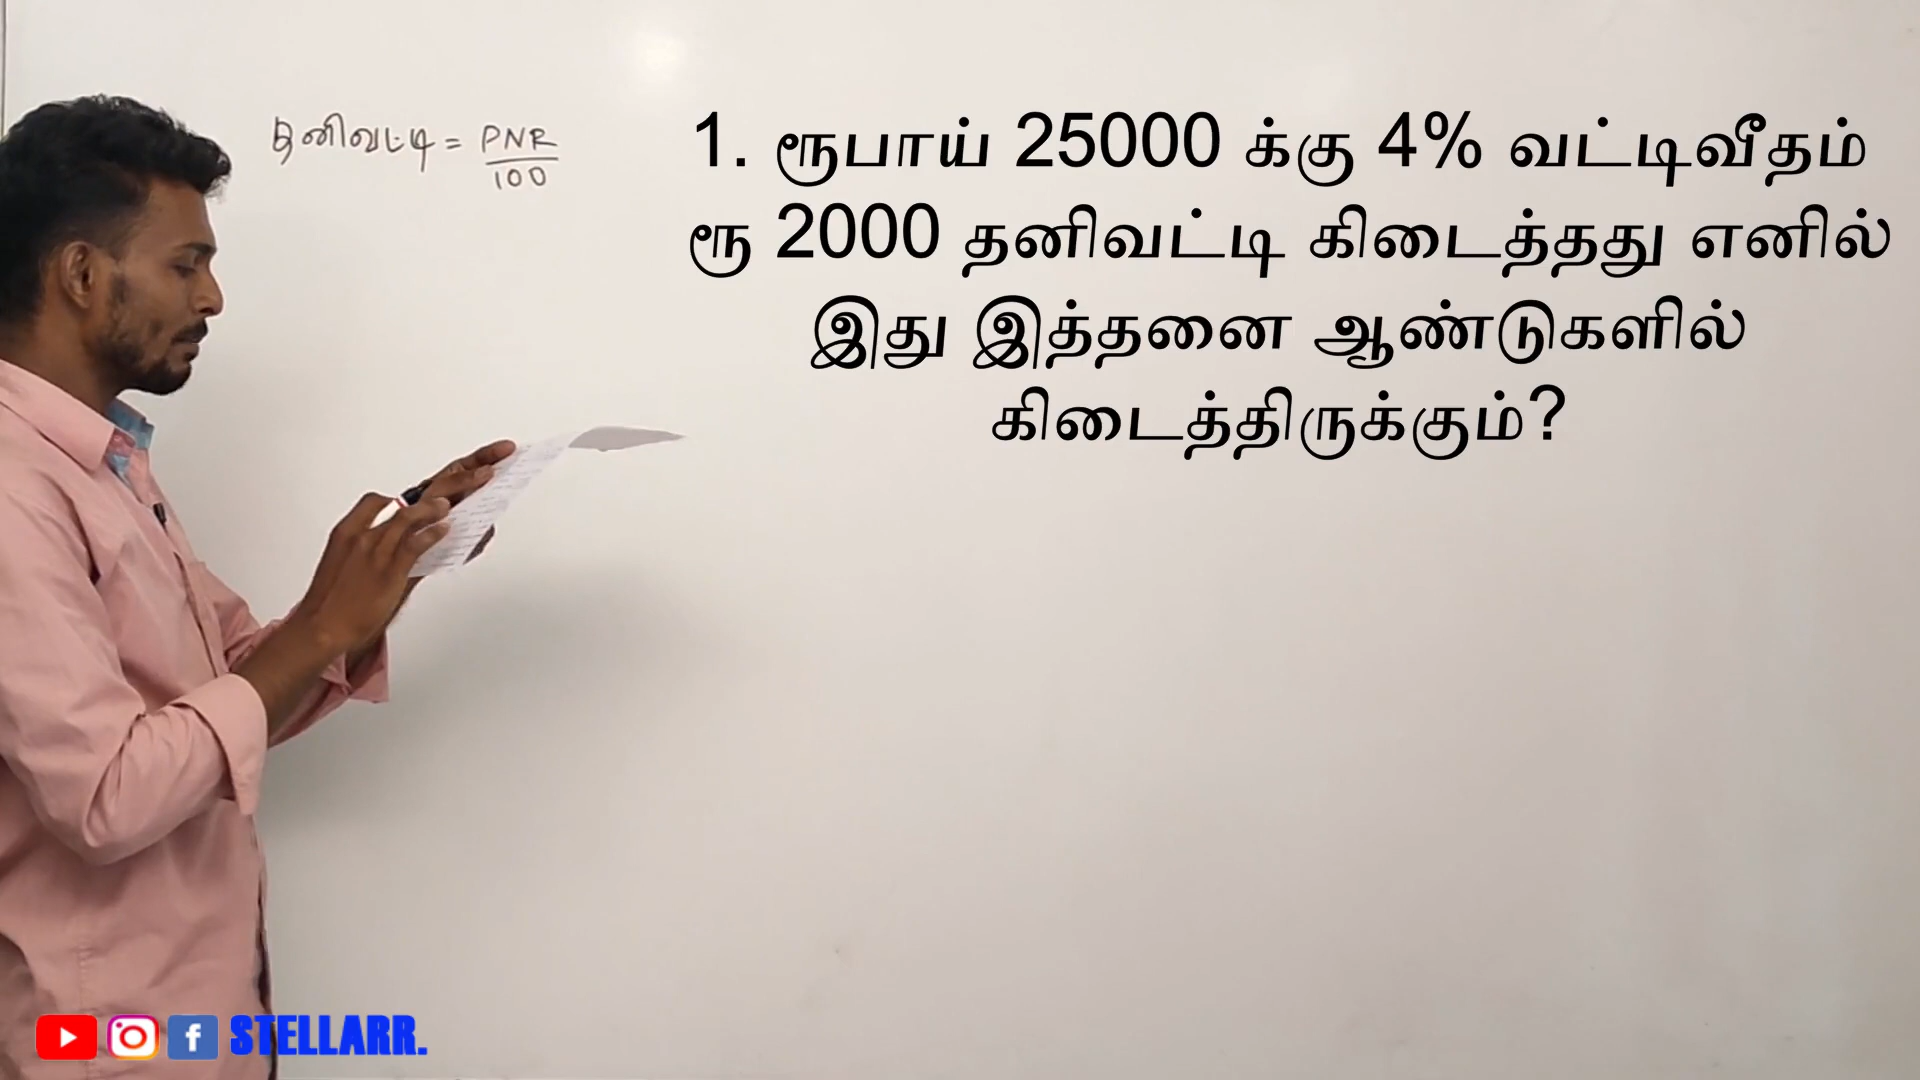 தனிவட்டி = PNR
100
1. ரூபாய் 25000 க்கு 4% வட்டிவீதம்
ரூ 2000 தனிவட்டி கிடைத்தது எனில்
இது இத்தனை ஆண்டுகளில்
கிடைத்திருக்கும்?
STELLARR.